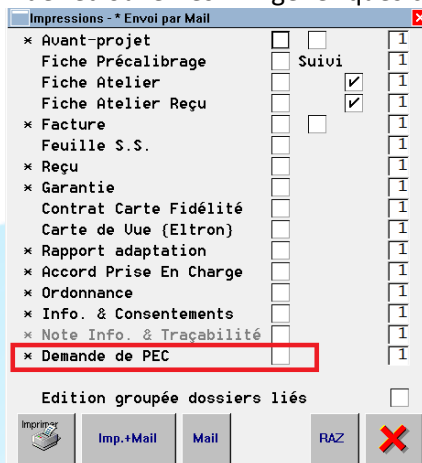 Impressions - * Envoi par Mail
* Avant-projet 1
Fiche Précalibrage Suivi 1
Fiche Atelier 1
Fiche Atelier Reçu 1
* Facture 1
Feuille S.S. 1
* Reçu 1
* Garantie 1
Contrat Carte Fidélité 1
Carte de Vue (Eltron) 1
* Rapport adaptation 1
* Accord Prise En Charge 1
* Ordonnance 1
* Info. & Consentements 1
* Note Info. & Traçabilité 1
* Demande de PEC 1
Edition groupée dossiers liés
Imprimer
Imp.+Mail
Mail
RAZ